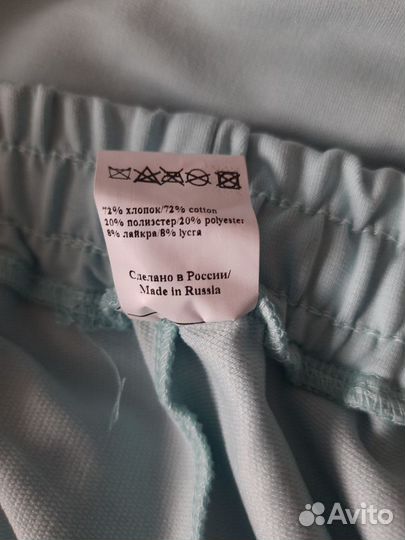 72% хлопок/72% cotton
20% полиэстер/20% polyester
8% лайкра/8% lycra
Сделано в России/
Made in Russia
Avito